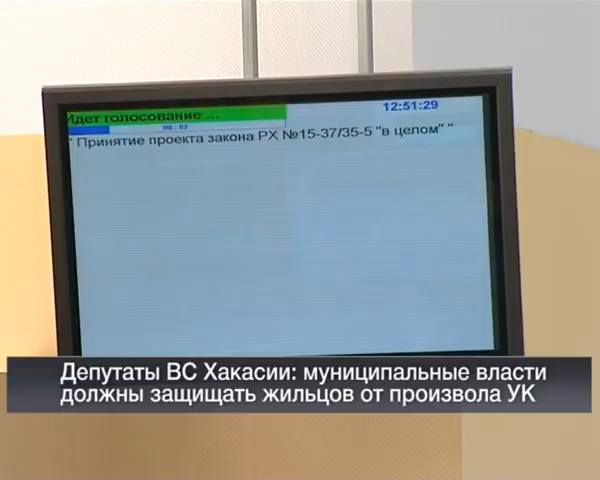 Идет голосование ...
12:51:29
00:02
" Принятие проекта закона РХ №15-37/35-5 "в целом" "
Депутаты ВС Хакасии: муниципальные власти
должны защищать жильцов от произвола УК